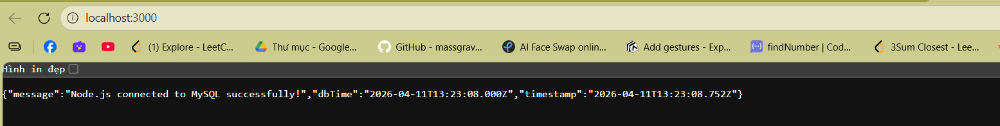 localhost:3000
(1) Explore - LeetC...
Thư mục - Google...
GitHub - massgrav...
AI Face Swap onlin...
Add gestures - Exp...
findNumber | Cod...
3Sum Closest - Lee...
Hình in đẹp
{"message":"Node.js connected to MySQL successfully!","dbTime":"2026-04-11T13:23:08.000Z","timestamp":"2026-04-11T13:23:08.752Z"}